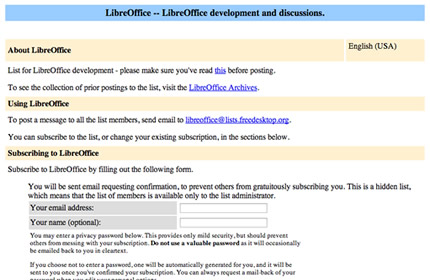 LibreOffice -- LibreOffice development and discussions.
About LibreOffice
English (USA)
List for LibreOffice development - please make sure you've read this before posting.
To see the collection of prior postings to the list, visit the LibreOffice Archives.
Using LibreOffice
To post a message to all the list members, send email to libreoffice@lists.freedesktop.org.
You can subscribe to the list, or change your existing subscription, in the sections below.
Subscribing to LibreOffice
Subscribe to LibreOffice by filling out the following form.
You will be sent email requesting confirmation, to prevent others from gratuitously subscribing you. This is a hidden list,
which means that the list of members is available only to the list administrator.
Your email address:
Your name (optional):
You may enter a privacy password below. This provides only mild security, but should prevent
others from messing with your subscription. Do not use a valuable password as it will occasionally
be emailed back to you in cleartext.
If you choose not to enter a password, one will be automatically generated for you, and it will be
sent to you once you've confirmed your subscription. You can always request a mail-back of your
password when you edit your personal options.